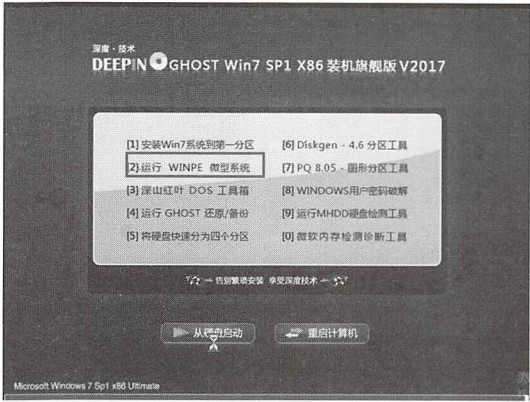 深度·技术
DEEPIN GHOST Win7 SP1 X86 装机旗舰版 V2017
[1] 安装Win7系统到第一分区
[2] 运行 WINPE 微型系统
[3] 深山红叶 DOS 工具箱
[4] 运行 GHOST 还原/备份
[5] 将硬盘快速分为四个分区
[6] Diskgen - 4.6 分区工具
[7] PQ 8.05 - 图形分区工具
[8] WINDOWS用户密码破解
[9] 运行MHDD硬盘检测工具
[0] 微软内存检测诊断工具
告别繁琐安装 享受深度技术
从硬盘启动
重启计算机
Microsoft Windows 7 Sp1 x86 Ultimate